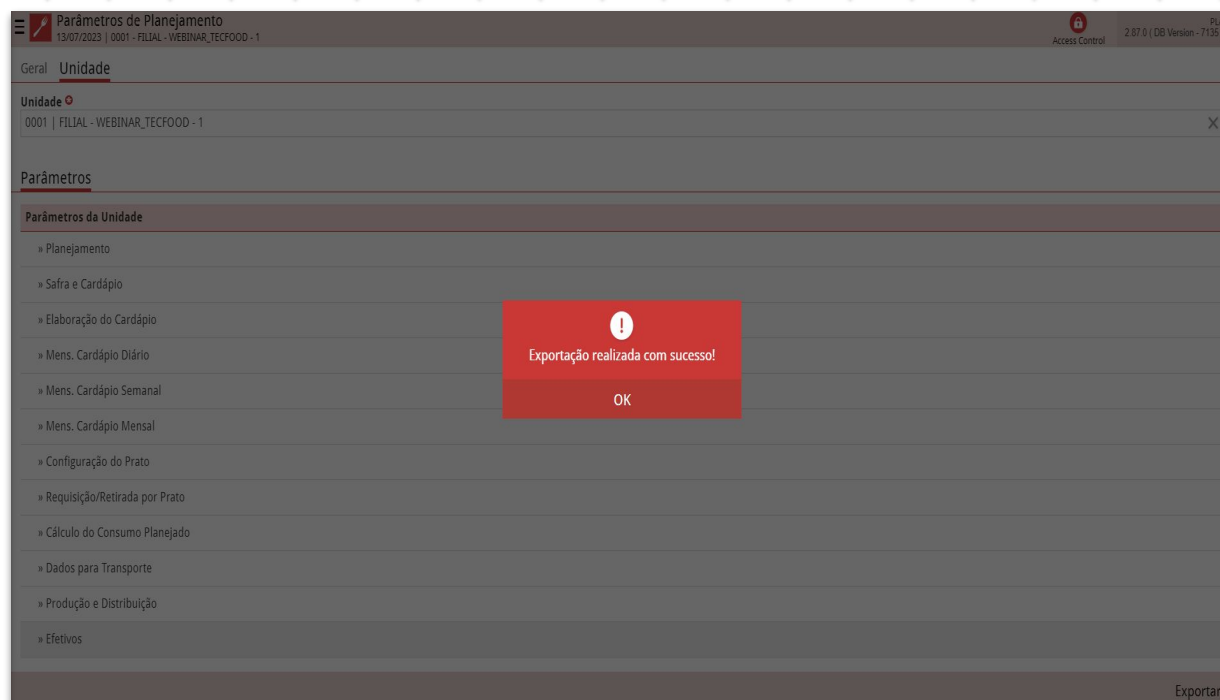 Parâmetros de Planejamento
13/07/2023 | 0001 - FILIAL - WEBINAR_TECFOOD - 1
Access Control
PL
2.87.0 ( DB Version - 7135
Geral Unidade
Unidade
0001 | FILIAL - WEBINAR_TECFOOD - 1
Parâmetros
Parâmetros da Unidade
» Planejamento
» Safra e Cardápio
» Elaboração do Cardápio
» Mens. Cardápio Diário
» Mens. Cardápio Semanal
» Mens. Cardápio Mensal
» Configuração do Prato
» Requisição/Retirada por Prato
» Cálculo do Consumo Planejado
» Dados para Transporte
» Produção e Distribuição
» Efetivos
Exportação realizada com sucesso!
OK
Exportar